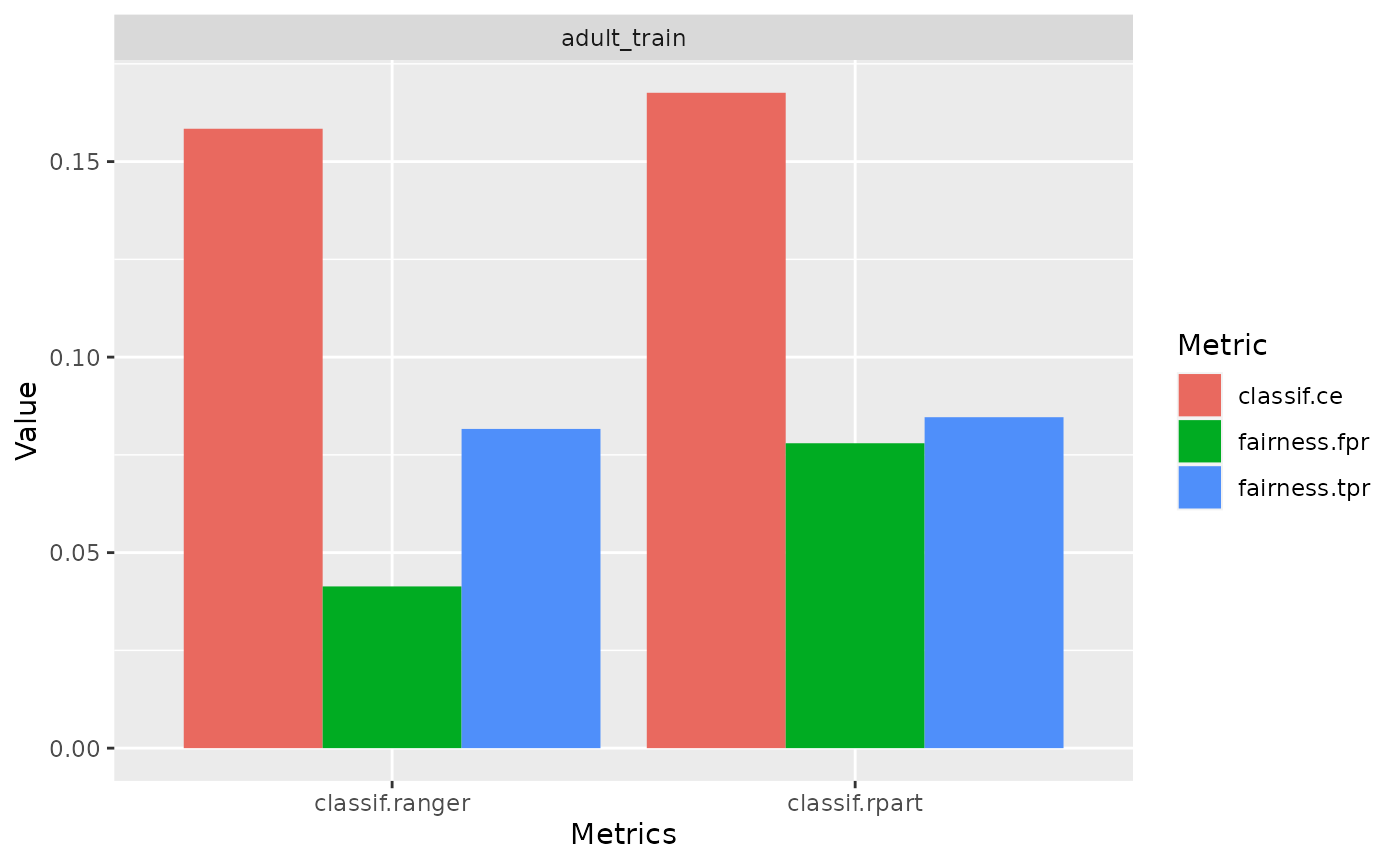 adult_train
0.15
0.10
0.05
0.00
Value
classif.ranger
classif.rpart
Metrics
Metric
classif.ce
fairness.fpr
fairness.tpr